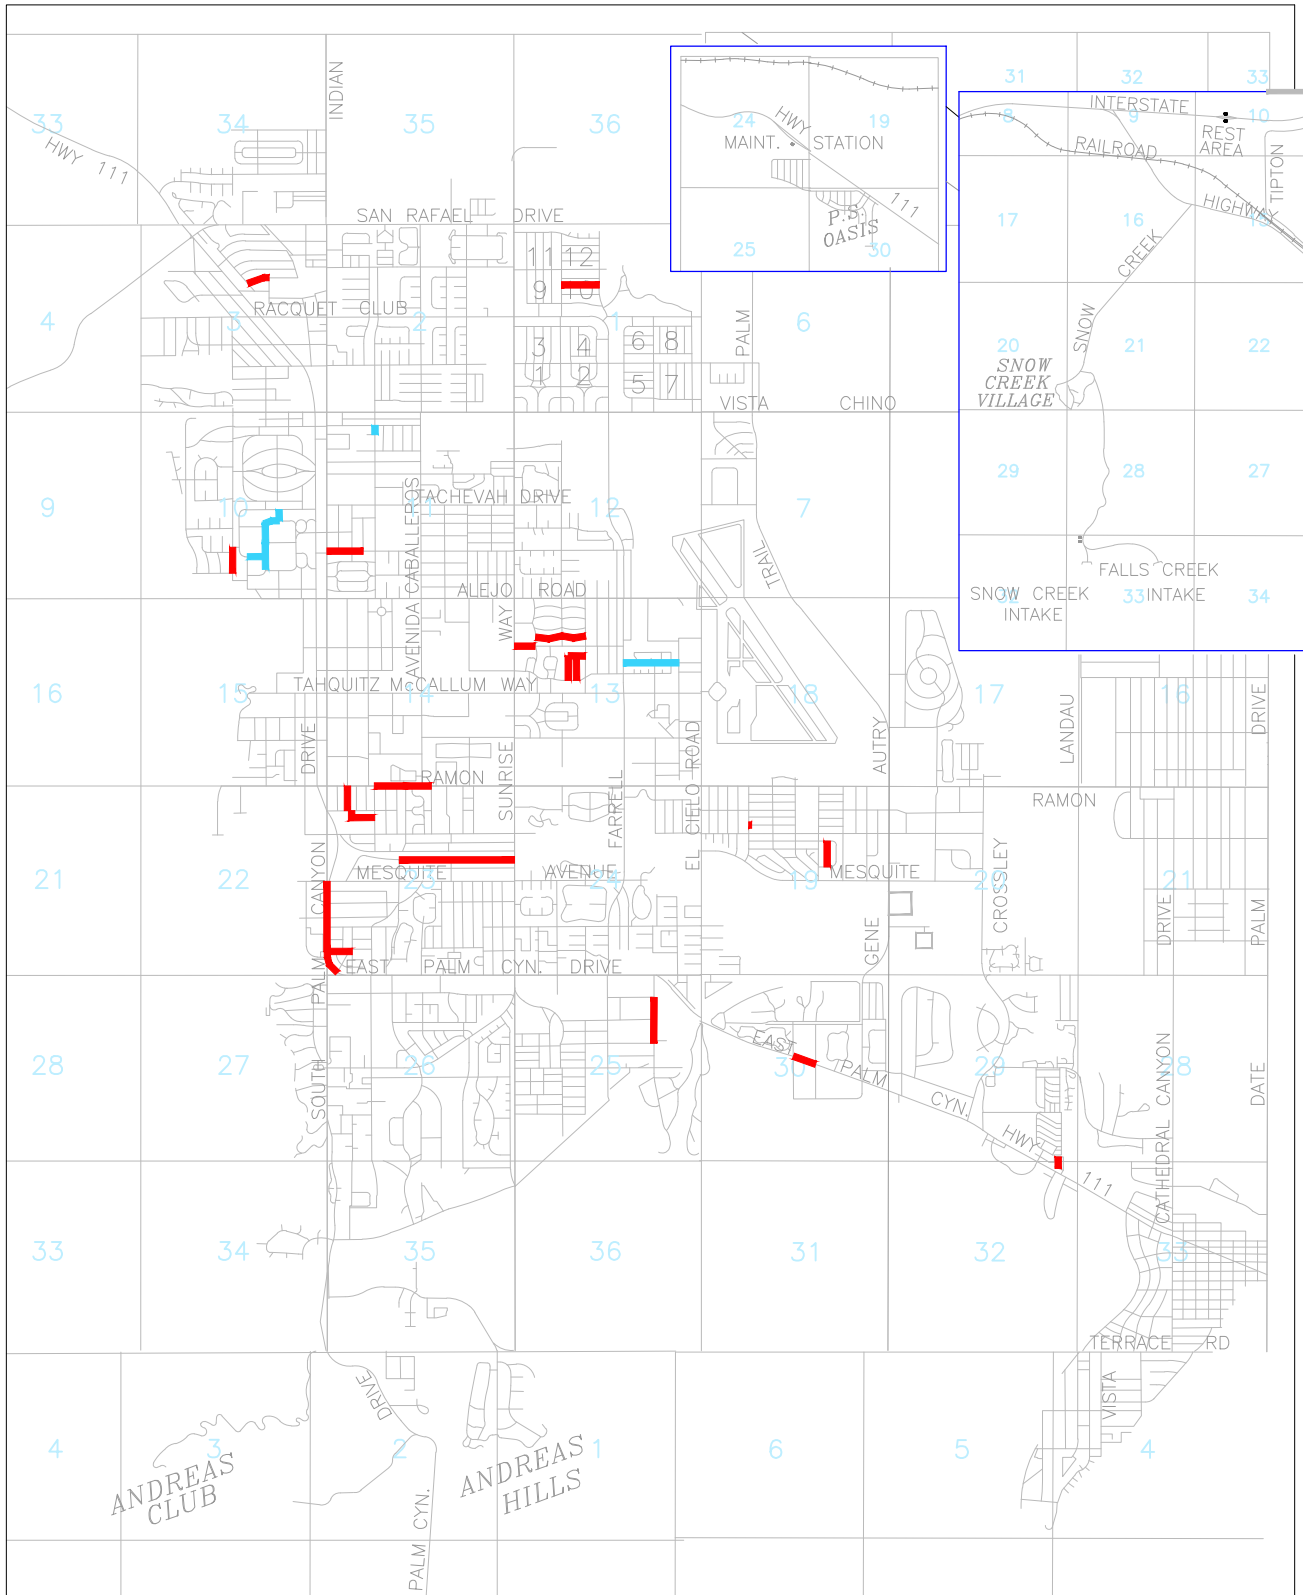 31
32
33
INTERSTATE
8
9
10
REST
AREA
RAILROAD
TIPTON
17
16
15
HIGHWAY
CREEK
SNOW
20
21
22
SNOW
CREEK
VILLAGE
29
28
27
FALLS CREEK
INTAKE
SNOW CREEK
INTAKE
32
33
34
24
19
HWY
MAINT. STATION
111
P.S.
OASIS
25
30
33
34
35
36
HWY 111
INDIAN
SAN RAFAEL DRIVE
11
12
9
10
RACQUET CLUB
4
3
2
1
6
3
4
6
8
1
2
5
7
PALM
VISTA CHINO
9
10
11
12
7
TACHEVAH DRIVE
AVENIDA CABALLEROS
TRAIL
ALEJO ROAD
WAY
16
15
14
13
18
17
16
TAHQUITZ McCALLUM WAY
DRIVE
SUNRISE
EL CIELO ROAD
AUTRY
LANDAU
DRIVE
RAMON
RAMON
FARRELL
21
22
23
24
19
20
21
MESQUITE AVENUE
MESQUITE
CANYON
PALM
CROSSLEY
GENE
DRIVE
PALM
EAST PALM CYN. DRIVE
28
27
26
25
30
29
28
SOUTH
EAST PALM CYN.
HWY 111
CATHEDRAL CANYON
DATE
33
34
35
36
31
32
33
TERRACE RD
VISTA
DRIVE
4
3
2
1
6
5
4
ANDREAS
CLUB
ANDREAS
HILLS
PALM CYN.